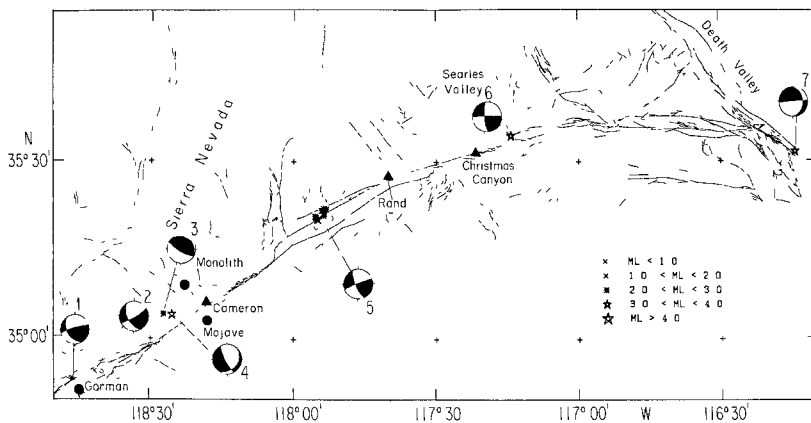 Death Valley
7
Searles
Valley
6
N
35°30'
Sierra Nevada
Christmas
Canyon
Rand
3
Monolith
ML < 1 0
1 0 < ML < 2 0
2 0 < ML < 3 0
3 0 < ML < 4 0
ML > 4 0
2
1
Cameron
5
Mojave
35°00'
4
Gorman
118°30'
118°00'
117°30'
117°00'
W
116°30'